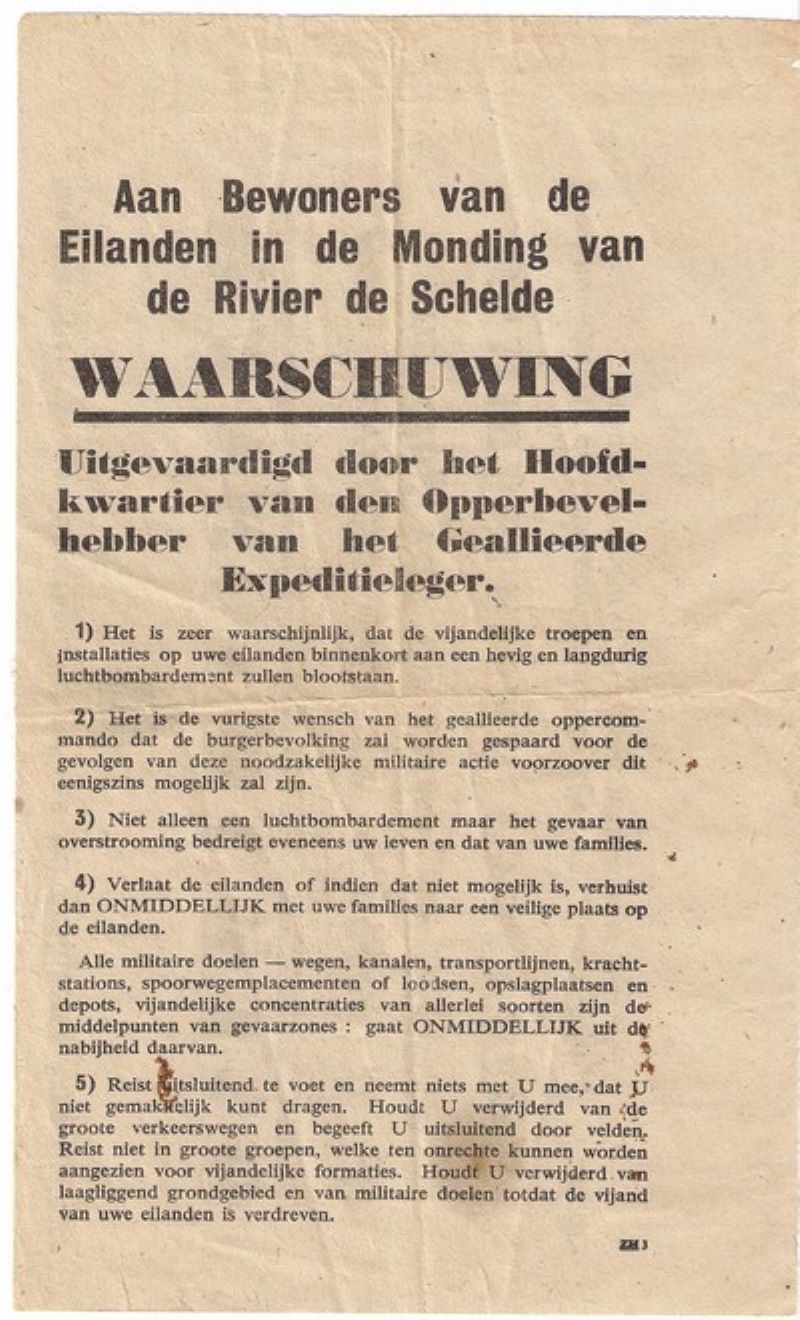 Aan Bewoners van de
Eilanden in de Monding van
de Rivier de Schelde
WAARSCHUWING
Uitgevaardigd door het Hoofd-
kwartier van den Opperbevel-
hebber van het Geallieerde
Expeditieleger.
1) Het is zeer waarschijnlijk, dat de vijandelijke troepen en
installaties op uwe eilanden binnenkort aan een hevig en langdurig
luchtbombardement zullen blootstaan.
2) Het is de vurigste wensch van het geallieerde oppercom-
mando dat de burgerbevolking zal worden gespaard voor de
gevolgen van deze noodzakelijke militaire actie voorzoover dit
eenigszins mogelijk zal zijn.
3) Niet alleen een luchtbombardement maar het gevaar van
overstrooming bedreigt eveneens uw leven en dat van uwe families.
4) Verlaat de eilanden of indien dat niet mogelijk is, verhuist
dan ONMIDDELLIJK met uwe families naar een veilige plaats op
de eilanden.
Alle militaire doelen — wegen, kanalen, transportlijnen, kracht-
stations, spoorwegemplacementen of loodsen, opslagplaatsen en
depots, vijandelijke concentraties van allerlei soorten zijn de
middelpunten van gevaarzones : gaat ONMIDDELLIJK uit de
nabijheid daarvan.
5) Reist uitsluitend te voet en neemt niets met U mee, dat U
niet gemakkelijk kunt dragen. Houdt U verwijderd van de
groote verkeerswegen en begeeft U uitsluitend door velden.
Reist niet in groote groepen, welke ten onrechte kunnen worden
aangezien voor vijandelijke formaties. Houdt U verwijderd van
laagliggend grondgebied en van militaire doelen totdat de vijand
van uwe eilanden is verdreven.
ZH 3